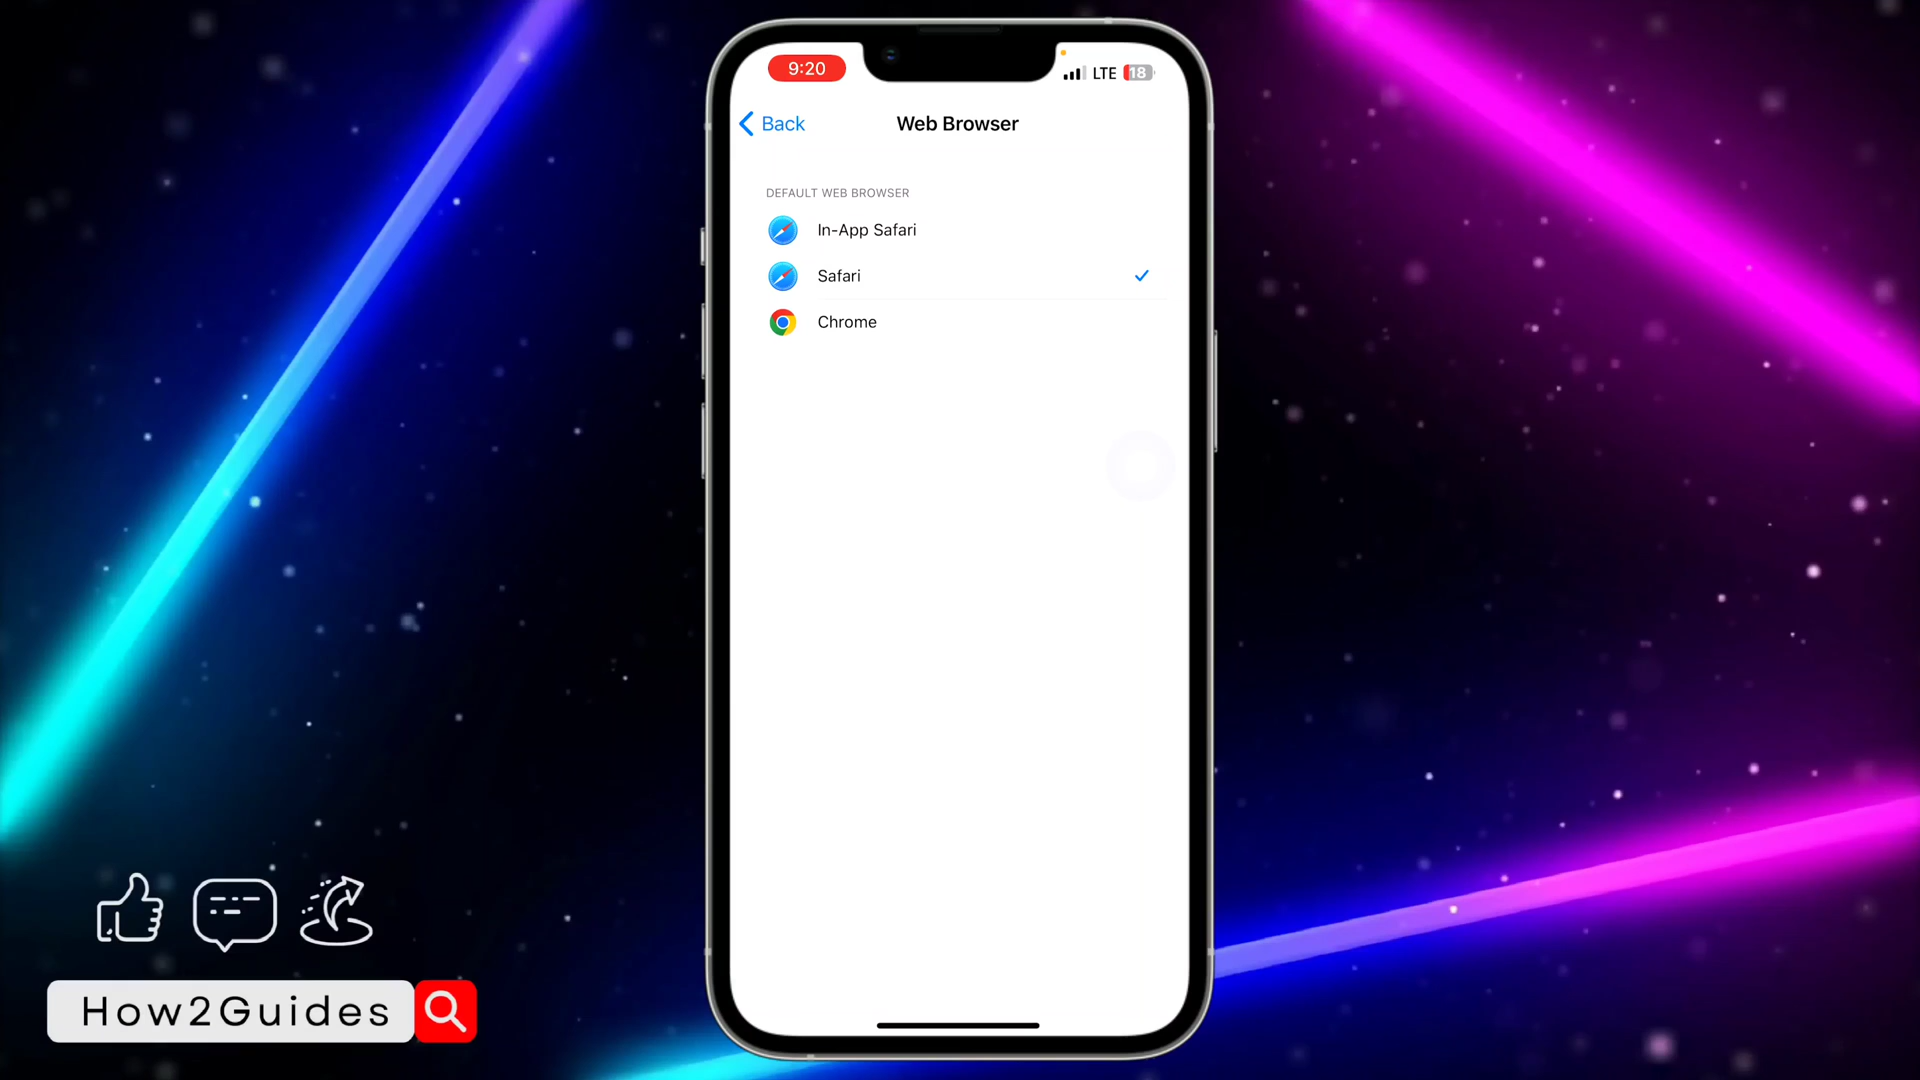 9:20
LTE 18
Back
Web Browser
DEFAULT WEB BROWSER
In-App Safari
Safari
Chrome
How2Guides